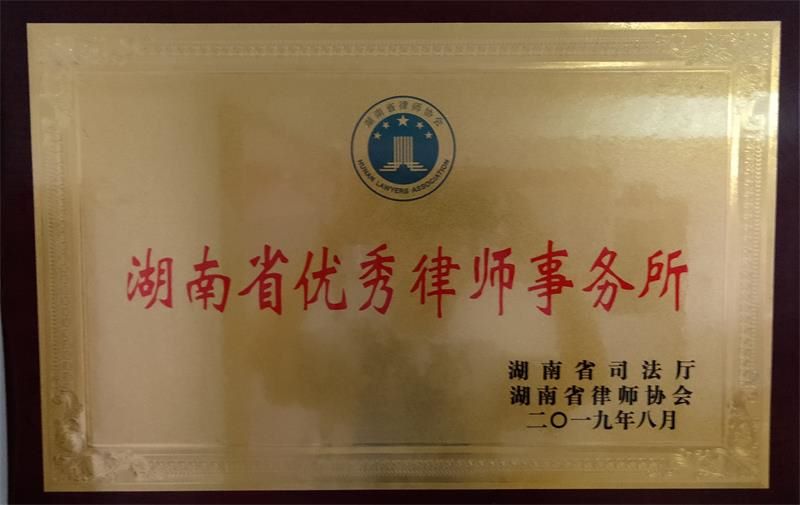 湖南省律师协会
HUNAN LAWYERS ASSOCIATION
湖南省优秀律师事务所
湖南省司法厅
湖南省律师协会
二〇一九年八月